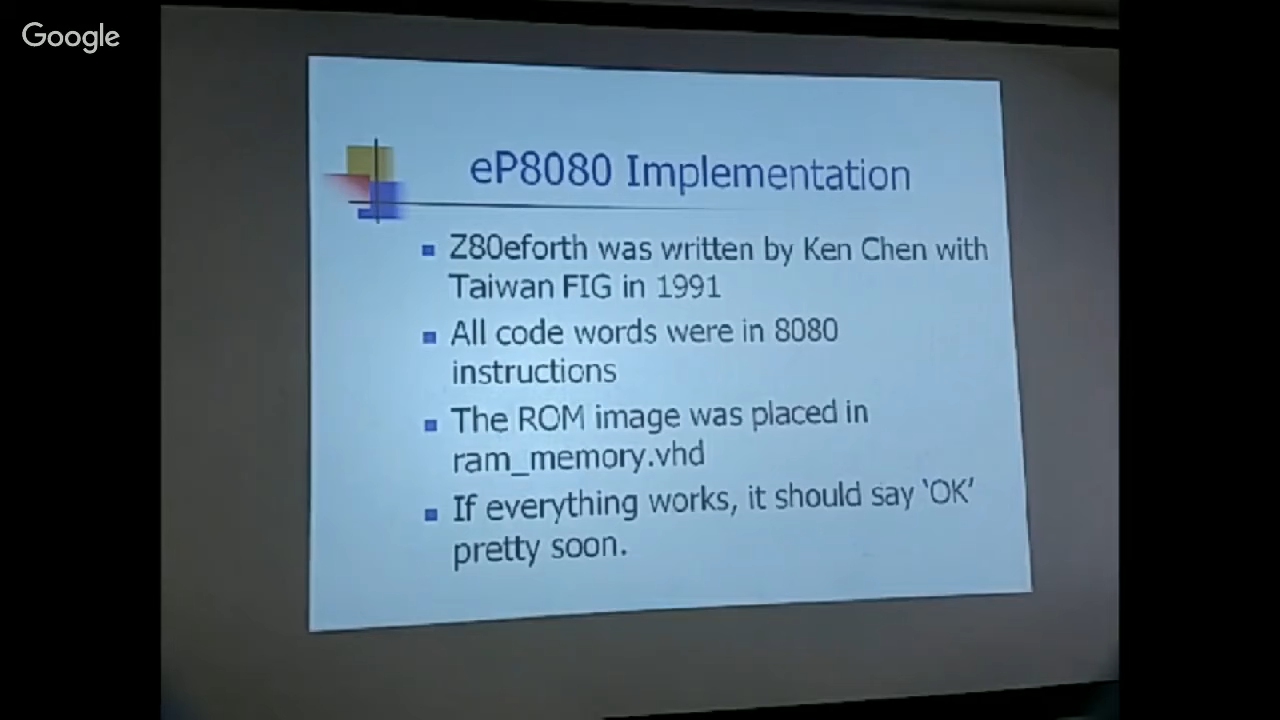 Google
eP8080 Implementation
Z80eforth was written by Ken Chen with
Taiwan FIG in 1991
All code words were in 8080
instructions
The ROM image was placed in
ram_memory.vhd
If everything works, it should say ‘OK’
pretty soon.